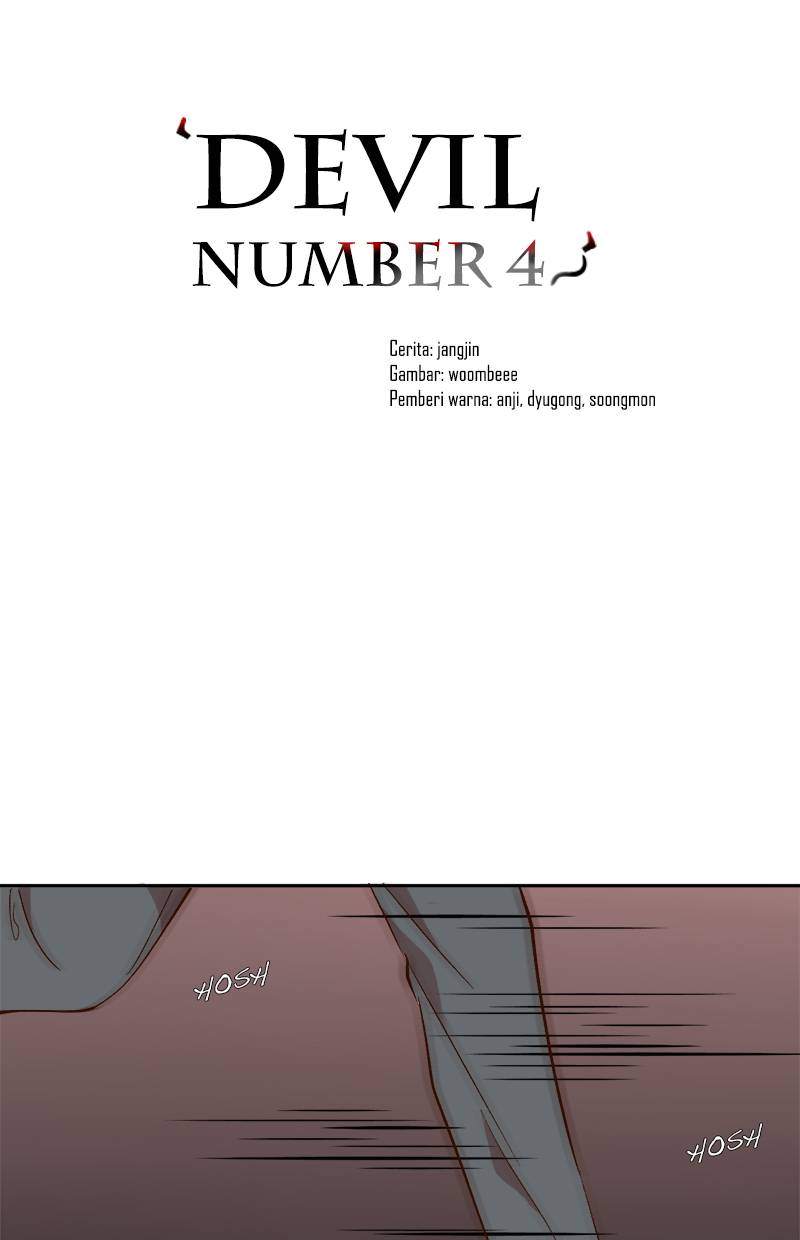 DEVIL
NUMBER 4
Cerita: jangjin
Gambar: woombeee
Pemberi warna: anji, dyugong, soongmon
HOSH
HOSH